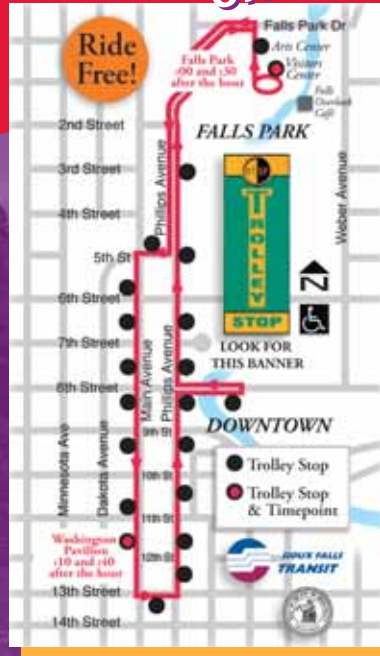 Ride
Free!
Falls Park Dr
Arts Center
Visitors
Center
Falls Park
:00 and :30
after the hour
Falls
Overlook
Café
2nd Street
FALLS PARK
3rd Street
Phillips Avenue
Weber Avenue
4th Street
TROLLEY
STOP
5th St
N
6th Street
7th Street
LOOK FOR
THIS BANNER
Main Avenue
Phillips Avenue
8th Street
Minnesota Ave
Dakota Avenue
9th St
DOWNTOWN
10th St
Trolley Stop
Trolley Stop
& Timepoint
11th St
Washington
Pavilion
:10 and :40
after the hour
12th St
SIOUX FALLS
TRANSIT
13th Street
14th Street